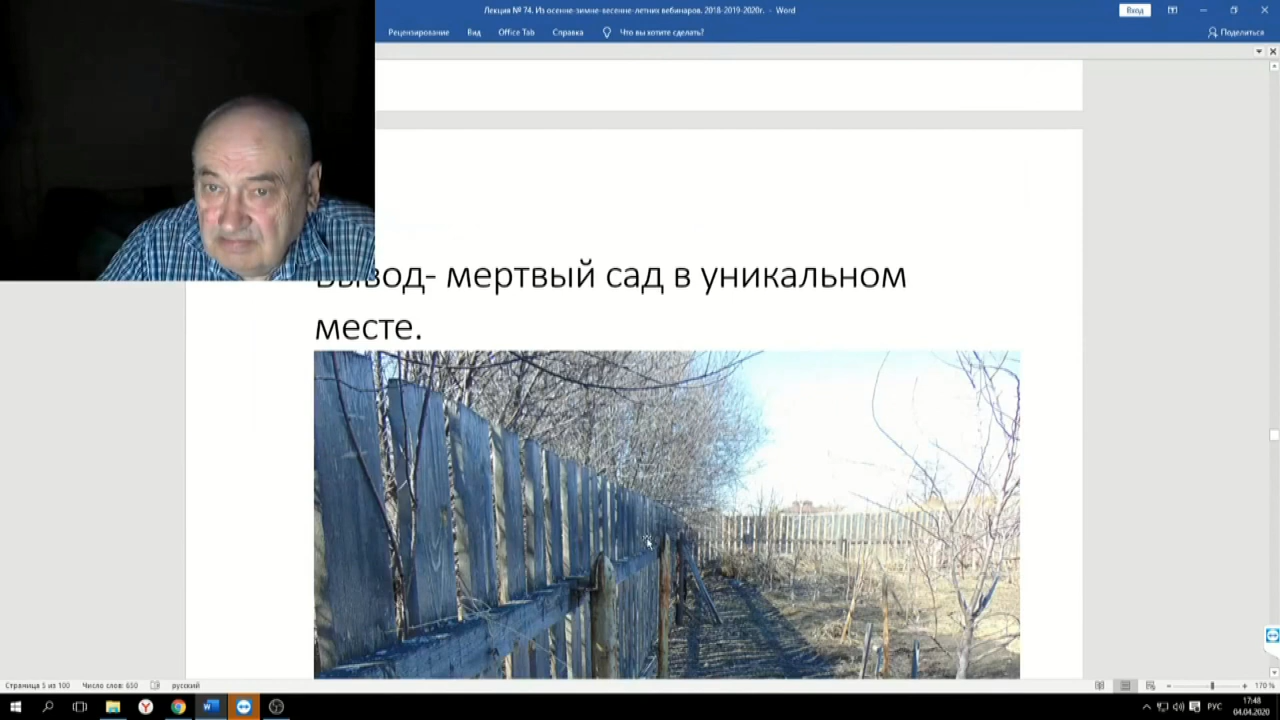 Лекция № 74. Из осенне-зимне-весенне-летних вебинаров. 2018-2019-2020г. - Word
Вход
Рецензирование Вид Office Tab Справка Что вы хотите сделать? Поделиться
Вывод- мертвый сад в уникальном
месте.
Страница 5 из 100 Число слов: 650 русский 170 %
РУС 17:48
04.04.2020